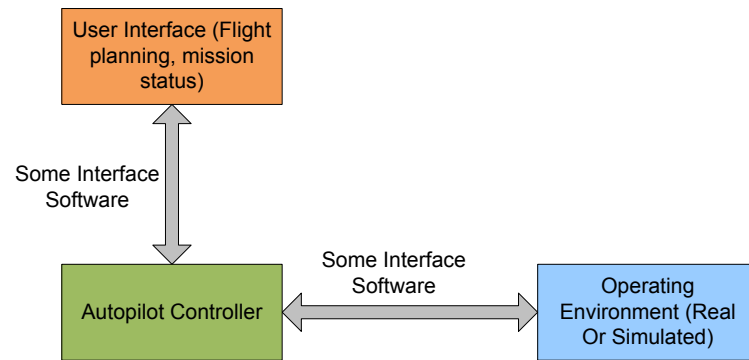 User Interface (Flight
planning, mission
status)
Some Interface
Software
Some Interface
Software
Autopilot Controller
Operating
Environment (Real
Or Simulated)